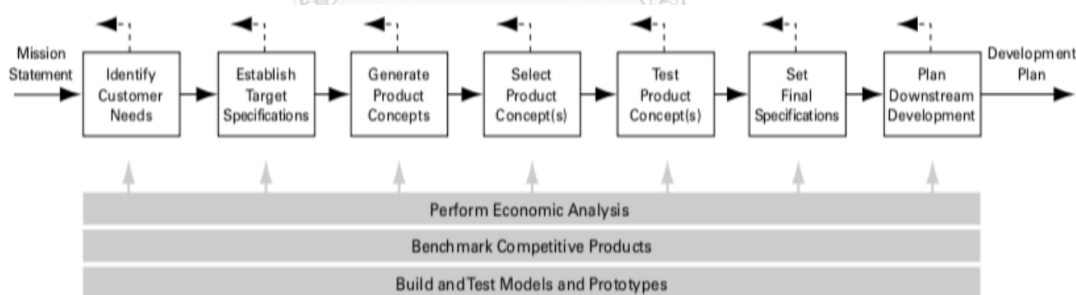 Mission
Statement
Identify
Customer
Needs
Establish
Target
Specifications
Generate
Product
Concepts
Select
Product
Concept(s)
Test
Product
Concept(s)
Set
Final
Specifications
Plan
Downstream
Development
Development
Plan
Perform Economic Analysis
Benchmark Competitive Products
Build and Test Models and Prototypes